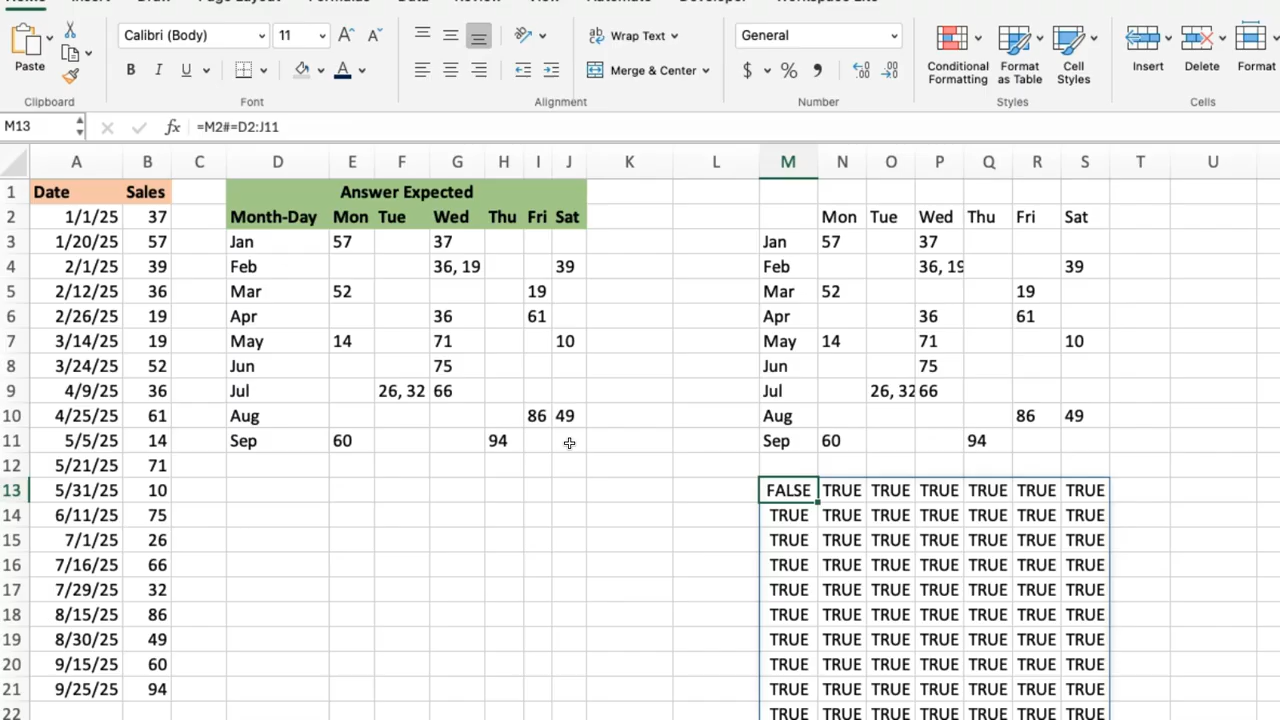 Home Insert Draw Page Layout Formulas Data Review View Automate Developer
Calibri (Body) 11 Wrap Text General
Paste B I U Merge & Center $ % Conditional Formatting Format as Table Cell Styles Insert Delete Format
Clipboard Font Alignment Number Styles Cells
M13 fx =M2#=D2:J11
A B C D E F G H I J K L M N O P Q R S T U
1 Date Sales Answer Expected
2 1/1/25 37 Month-Day Mon Tue Wed Thu Fri Sat Mon Tue Wed Thu Fri Sat
3 1/20/25 57 Jan 57 37 Jan 57 37
4 2/1/25 39 Feb 36, 19 39 Feb 36, 19 39
5 2/12/25 36 Mar 52 19 Mar 52 19
6 2/26/25 19 Apr 36 61 Apr 36 61
7 3/14/25 19 May 14 71 10 May 14 71 10
8 3/24/25 52 Jun 75 Jun 75
9 4/9/25 36 Jul 26, 32 66 Jul 26, 32 66
10 4/25/25 61 Aug 86 49 Aug 86 49
11 5/5/25 14 Sep 60 94 Sep 60 94
12 5/21/25 71
13 5/31/25 10 FALSE TRUE TRUE TRUE TRUE TRUE TRUE
14 6/11/25 75 TRUE TRUE TRUE TRUE TRUE TRUE TRUE
15 7/1/25 26 TRUE TRUE TRUE TRUE TRUE TRUE TRUE
16 7/16/25 66 TRUE TRUE TRUE TRUE TRUE TRUE TRUE
17 7/29/25 32 TRUE TRUE TRUE TRUE TRUE TRUE TRUE
18 8/15/25 86 TRUE TRUE TRUE TRUE TRUE TRUE TRUE
19 8/30/25 49 TRUE TRUE TRUE TRUE TRUE TRUE TRUE
20 9/15/25 60 TRUE TRUE TRUE TRUE TRUE TRUE TRUE
21 9/25/25 94 TRUE TRUE TRUE TRUE TRUE TRUE TRUE
22 TRUE TRUE TRUE TRUE TRUE TRUE TRUE